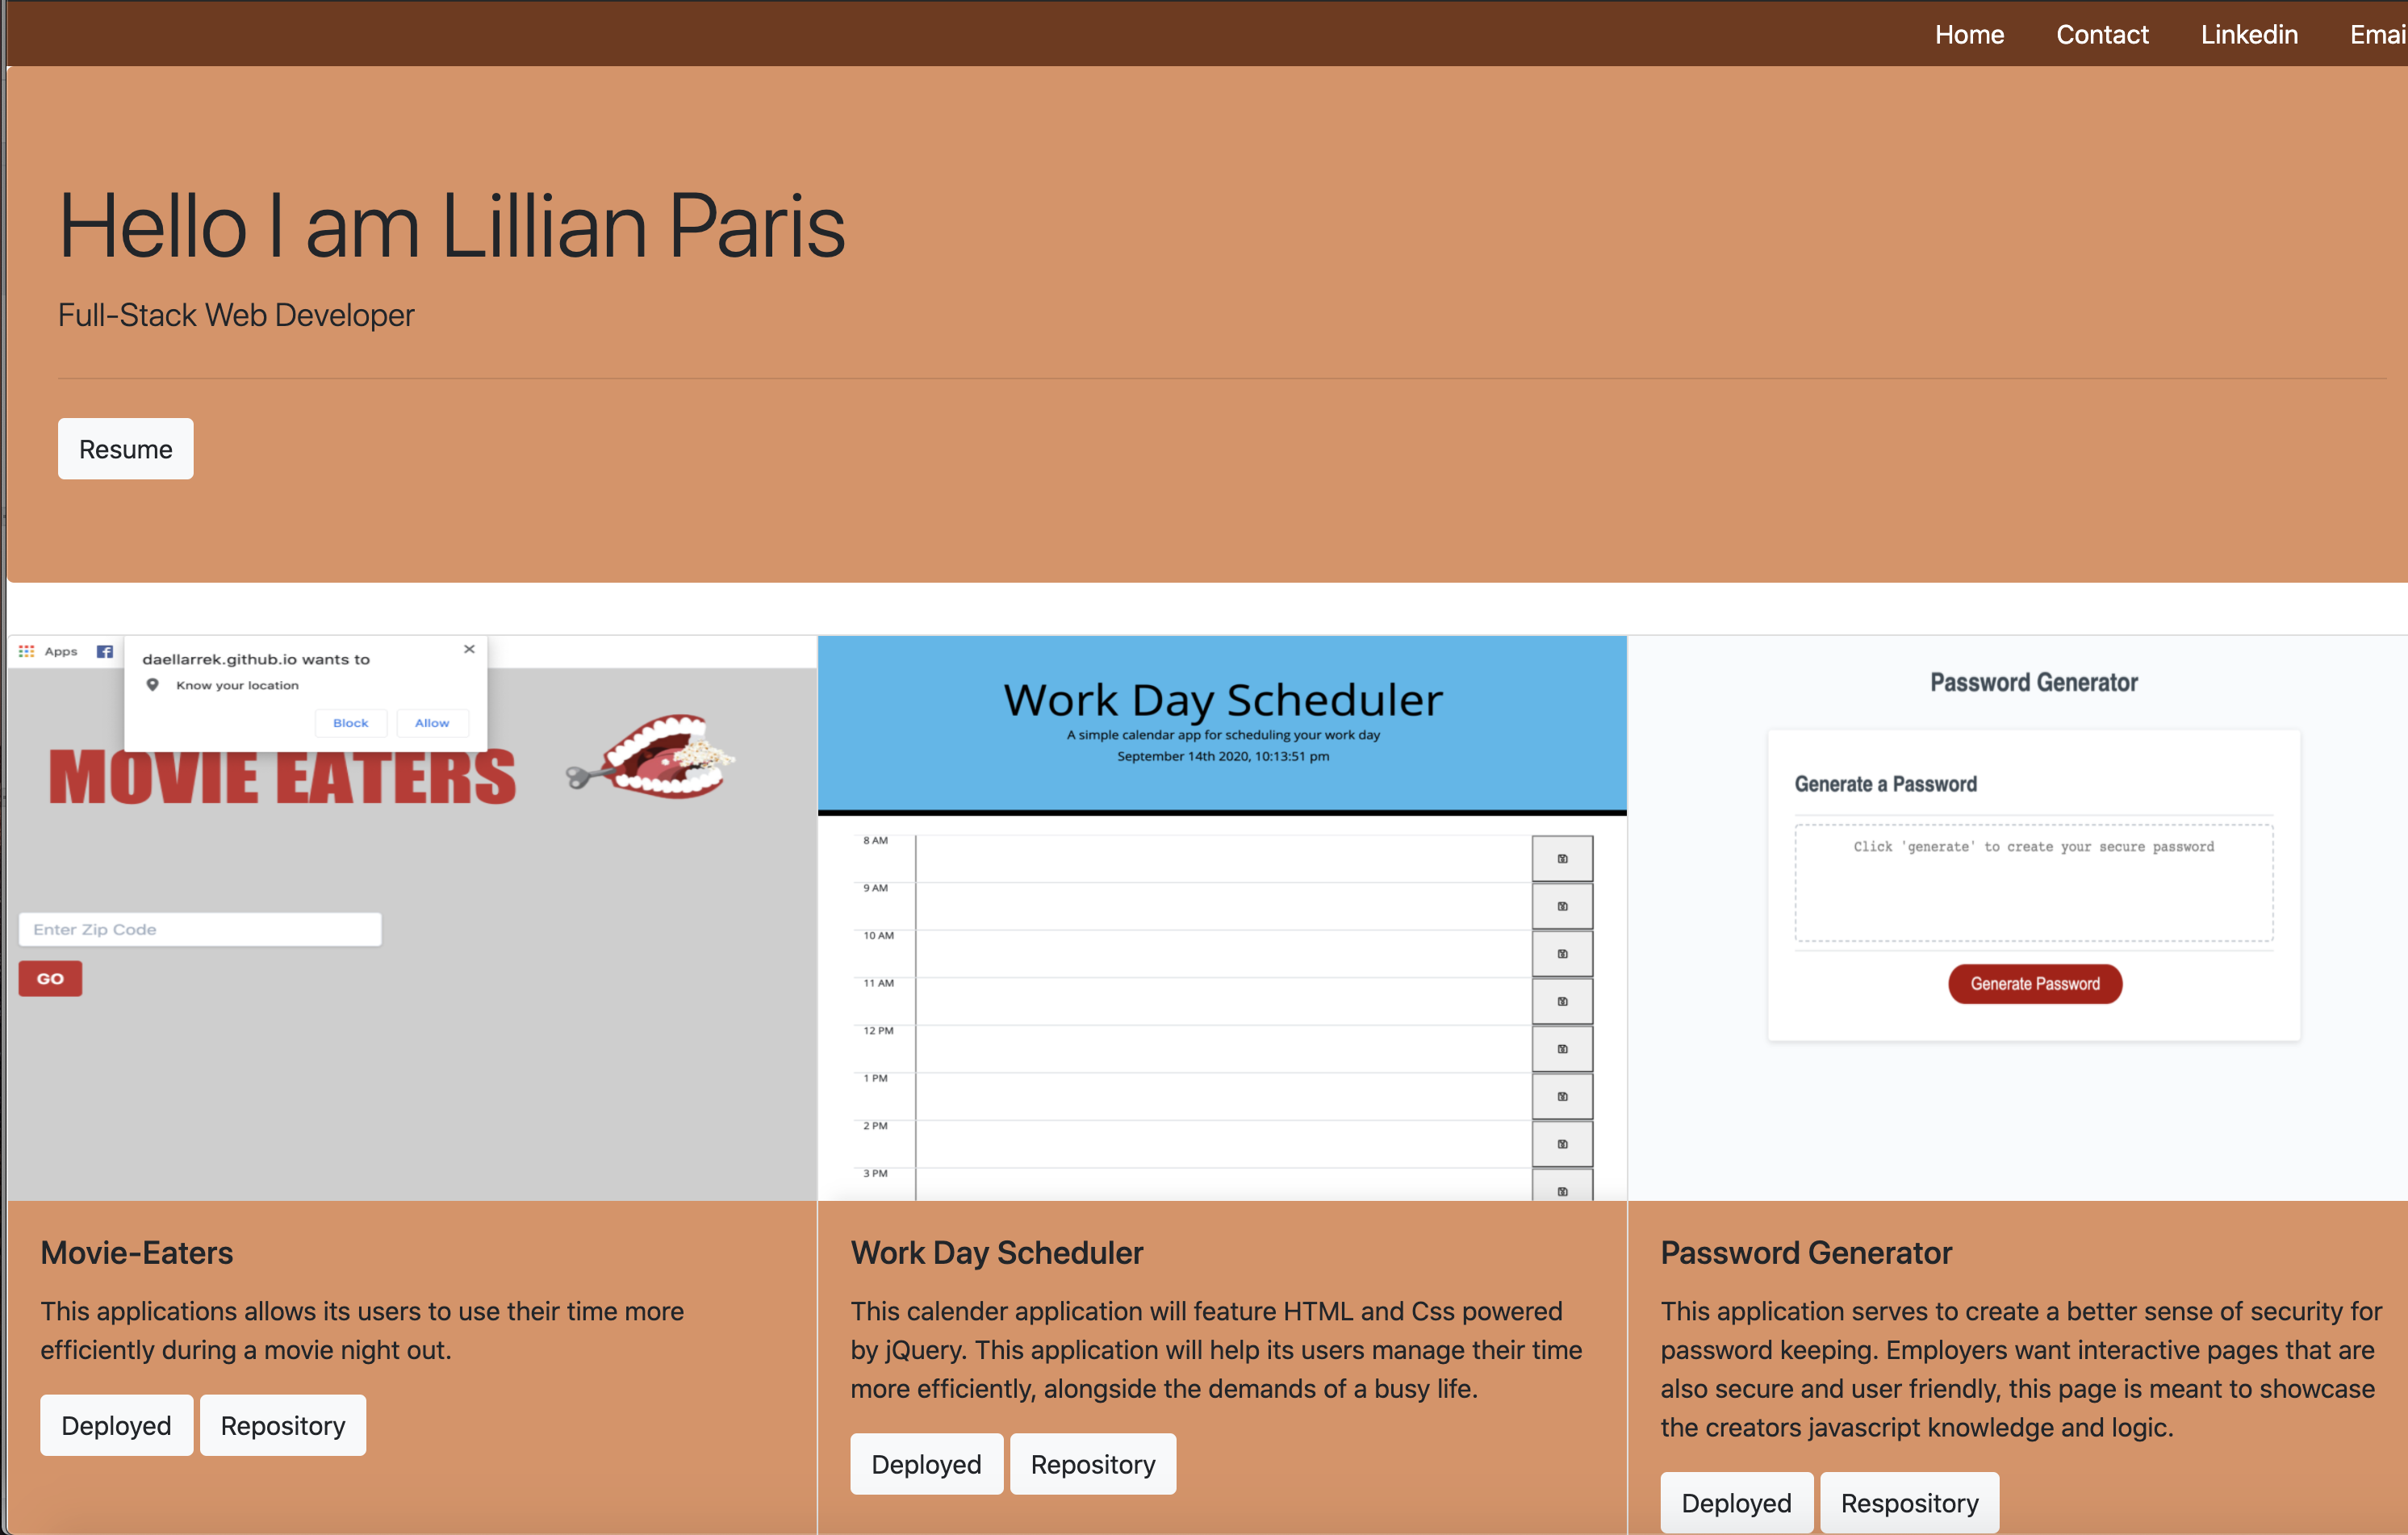 Home Contact Linkedin Emai
Hello I am Lillian Paris
Full-Stack Web Developer
Resume
Apps
daellarrek.github.io wants to
Know your location
Block Allow
MOVIE EATERS
Enter Zip Code
GO
Work Day Scheduler
A simple calendar app for scheduling your work day
September 14th 2020, 10:13:51 pm
8 AM
9 AM
10 AM
11 AM
12 PM
1 PM
2 PM
3 PM
Password Generator
Generate a Password
Click 'generate' to create your secure password
Generate Password
Movie-Eaters
This applications allows its users to use their time more
efficiently during a movie night out.
Deployed Repository
Work Day Scheduler
This calender application will feature HTML and Css powered
by jQuery. This application will help its users manage their time
more efficiently, alongside the demands of a busy life.
Deployed Repository
Password Generator
This application serves to create a better sense of security for
password keeping. Employers want interactive pages that are
also secure and user friendly, this page is meant to showcase
the creators javascript knowledge and logic.
Deployed Respository